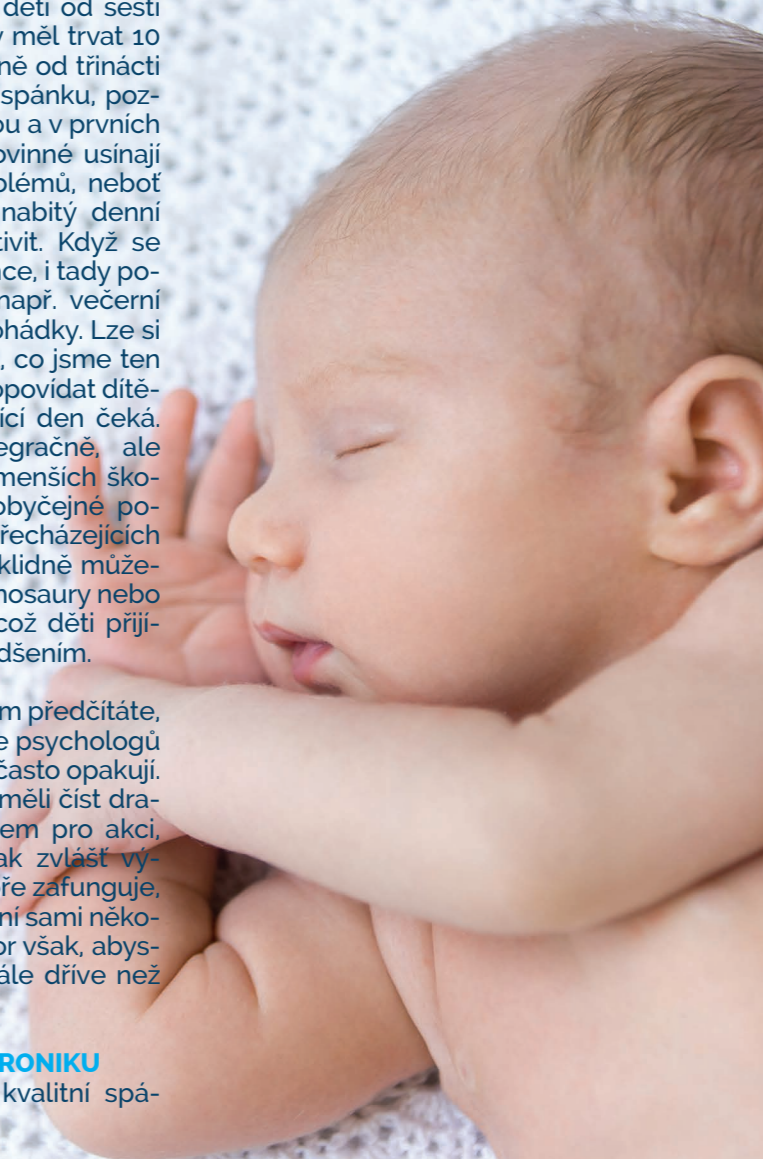 dětí od šesti
měl trvat 10
ně od třinácti
spánku, poz-
ou a v prvních
ovinné usínají
blémů, neboť
nabitý denní
tivit. Když se
ce, i tady po-
např. večerní
ohádky. Lze si
, co jsme ten
opovídat dítě-
ící den čeká.
egračně, ale
menších ško-
obyčejné po-
řecházejících
klidně může-
nosaury nebo
což děti přijí-
dšením.
m předčítáte,
e psychologů
často opakují.
měli číst dra-
em pro akci,
ak zvlášť vý-
ře zafunguje,
ní sami něko-
or však, abys-
ále dříve než
RONIKU
kvalitní spá-